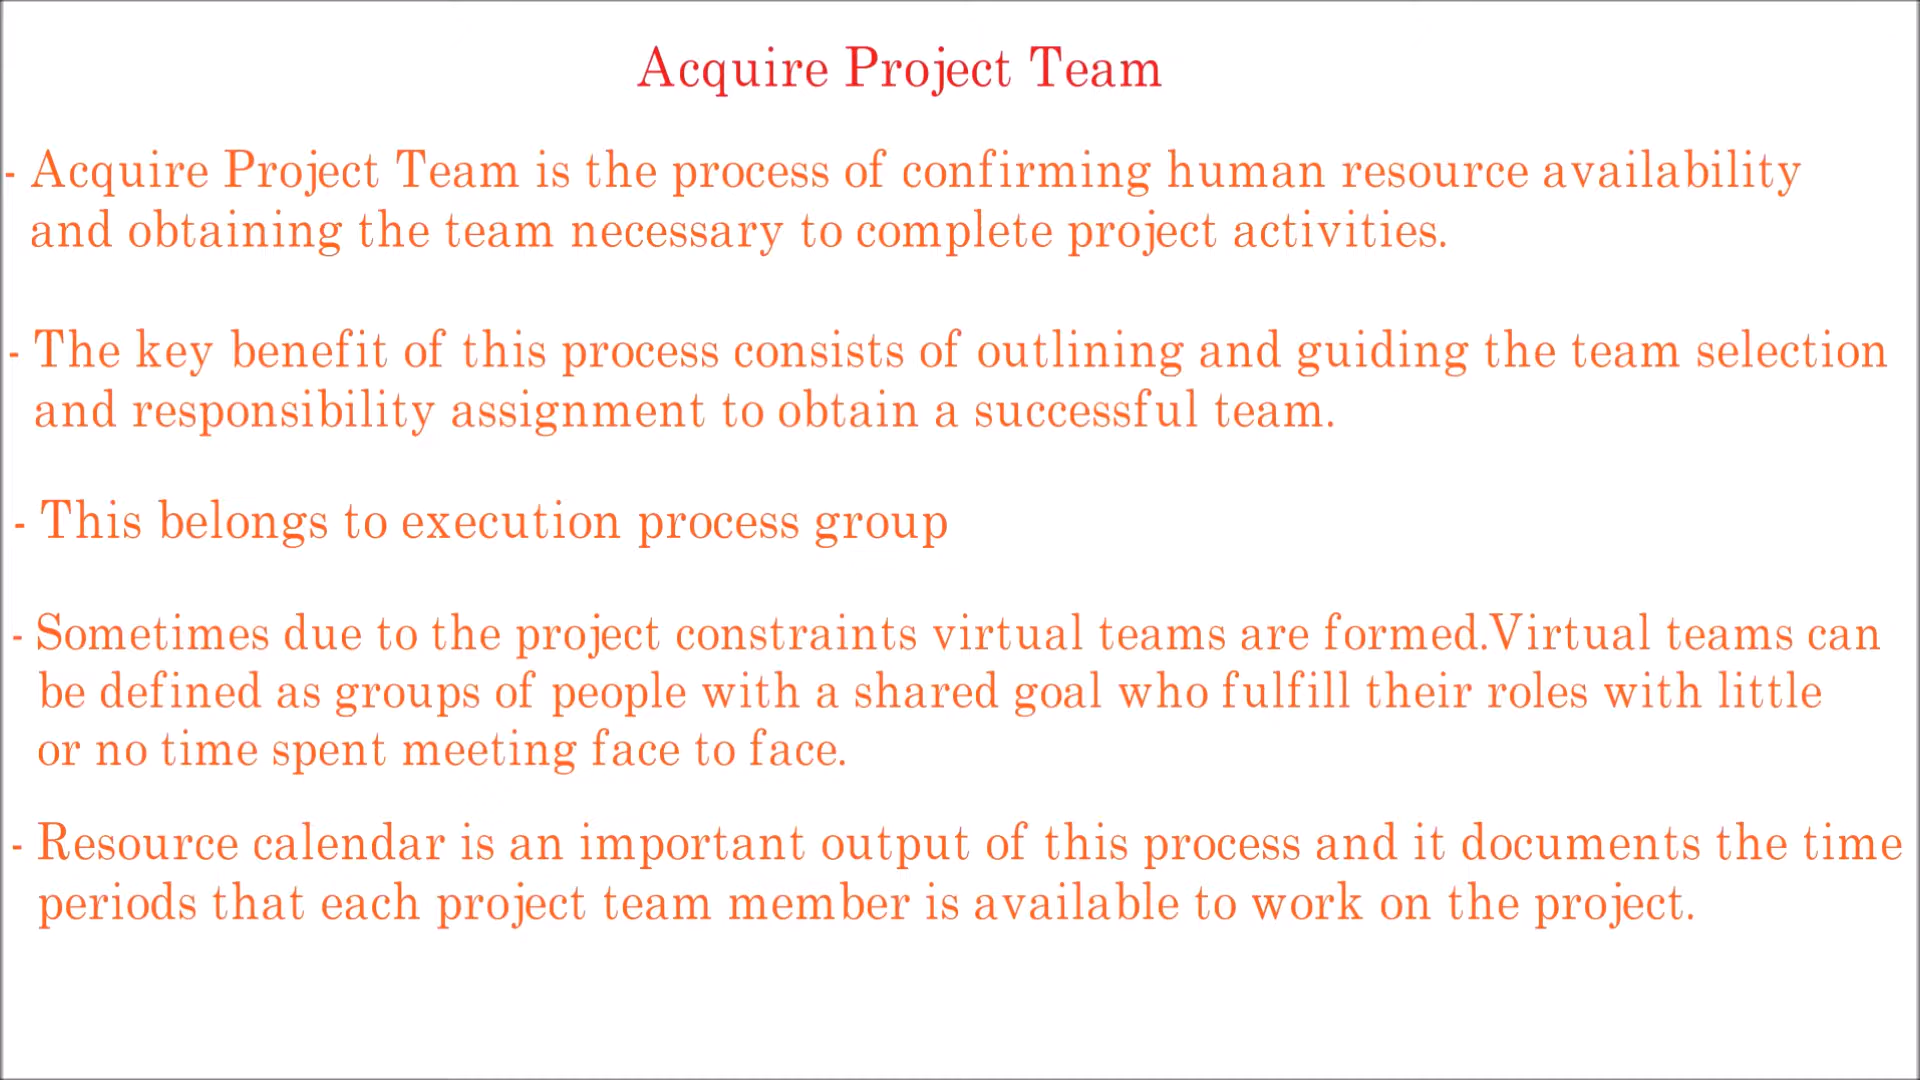 Acquire Project Team
- Acquire Project Team is the process of confirming human resource availability
and obtaining the team necessary to complete project activities.
- The key benefit of this process consists of outlining and guiding the team selection
and responsibility assignment to obtain a successful team.
- This belongs to execution process group
- Sometimes due to the project constraints virtual teams are formed.Virtual teams can
be defined as groups of people with a shared goal who fulfill their roles with little
or no time spent meeting face to face.
- Resource calendar is an important output of this process and it documents the time
periods that each project team member is available to work on the project.